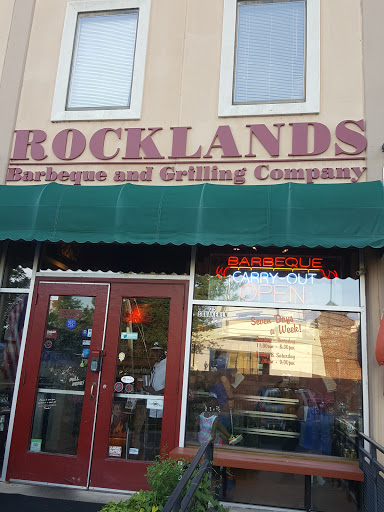 ROCKLANDS
Barbeque and Grilling Company
BARBEQUE
CARRY-OUT
OPEN
Seven Days
a Week!